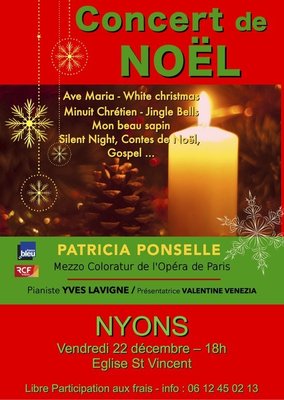 Concert de
NOËL
Ave Maria - White christmas
Minuit Chrétien - Jingle Bells
Mon beau sapin
Silent Night, Contes de Noël,
Gospel ...
bleu
RCF
PATRICIA PONSELLE
Mezzo Coloratur de l'Opéra de Paris
Pianiste YVES LAVIGNE / Présentatrice VALENTINE VENEZIA
NYONS
Vendredi 22 décembre – 18h
Eglise St Vincent
Libre Participation aux frais - info : 06 12 45 02 13